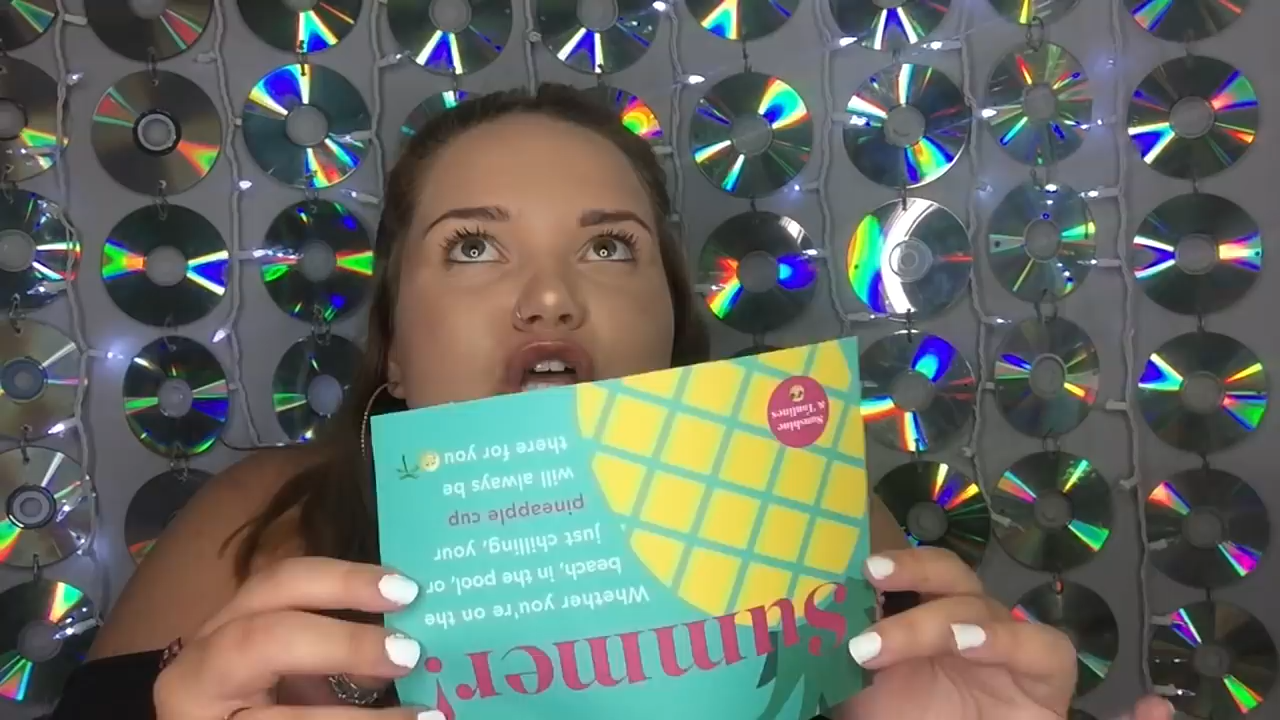 Summer!
Whether you're on the
beach, in the pool, or
just chilling, your
pineapple cup
will always be
there for you
Sunshine
& Tanlines